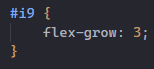 #i9 {
    flex-grow: 3;
}